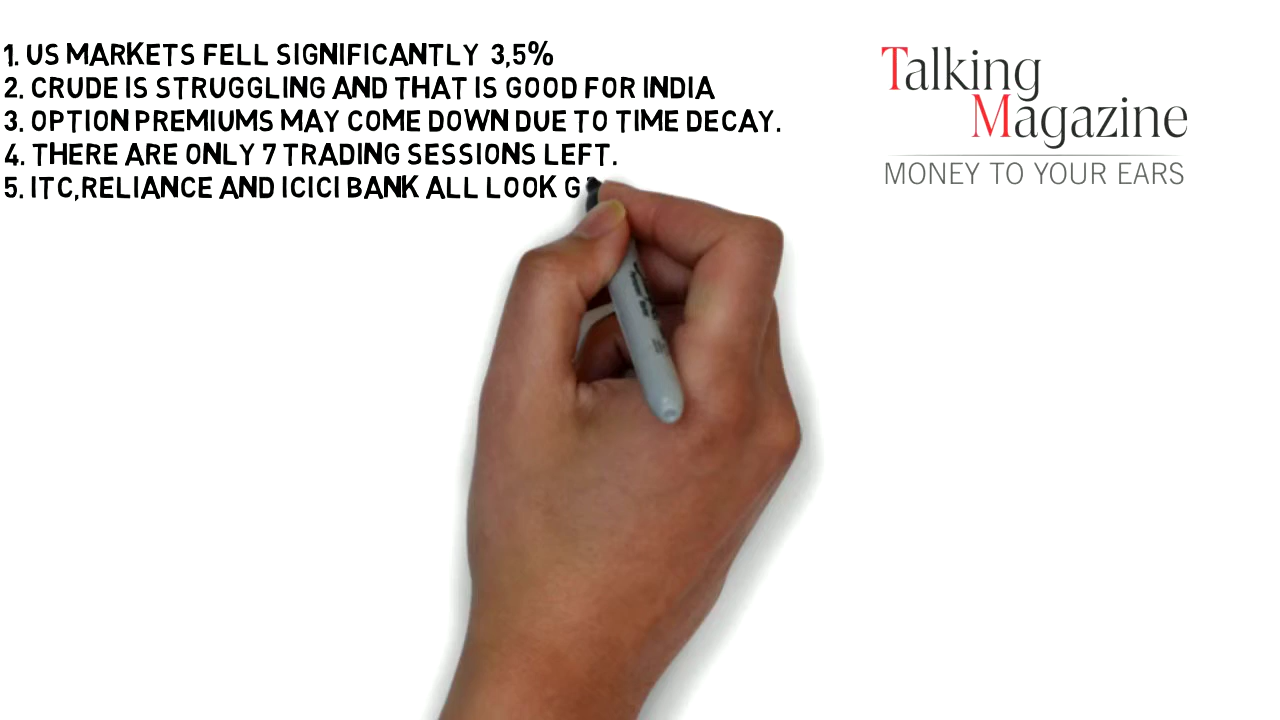 1. US MARKETS FELL SIGNIFICANTLY 3,5%
2. CRUDE IS STRUGGLING AND THAT IS GOOD FOR INDIA
3. OPTION PREMIUMS MAY COME DOWN DUE TO TIME DECAY.
4. THERE ARE ONLY 7 TRADING SESSIONS LEFT.
5. ITC,RELIANCE AND ICICI BANK ALL LOOK
Talking
Magazine
MONEY TO YOUR EARS